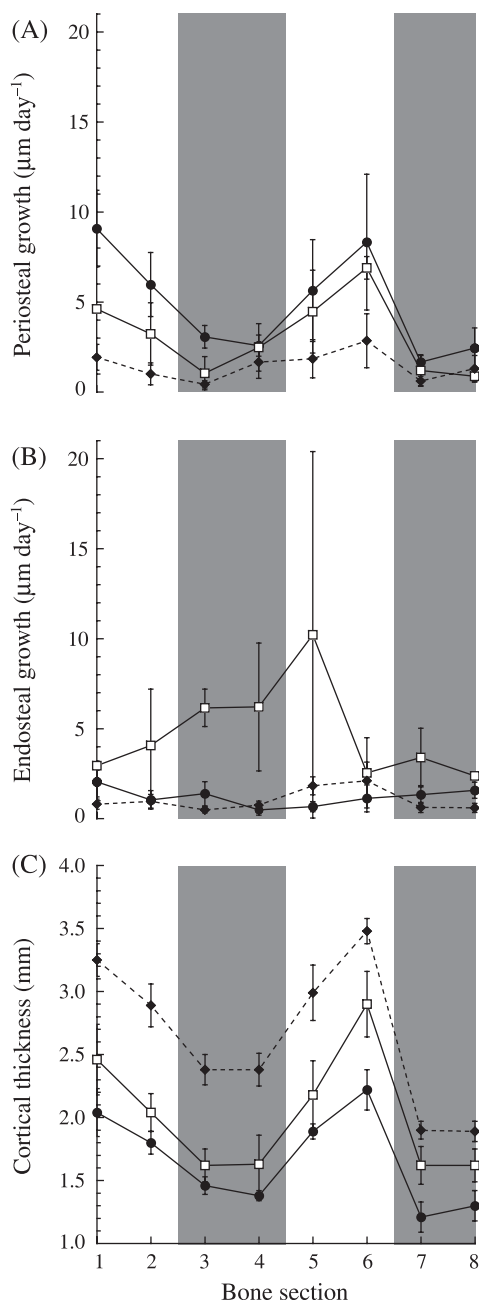 (A)
20
15
10
5
0
Periosteal growth (μm day⁻¹)
(B)
20
15
10
5
0
Endosteal growth (μm day⁻¹)
(C)
4.0
3.5
3.0
2.5
2.0
1.5
1.0
Cortical thickness (mm)
1 2 3 4 5 6 7 8
Bone section